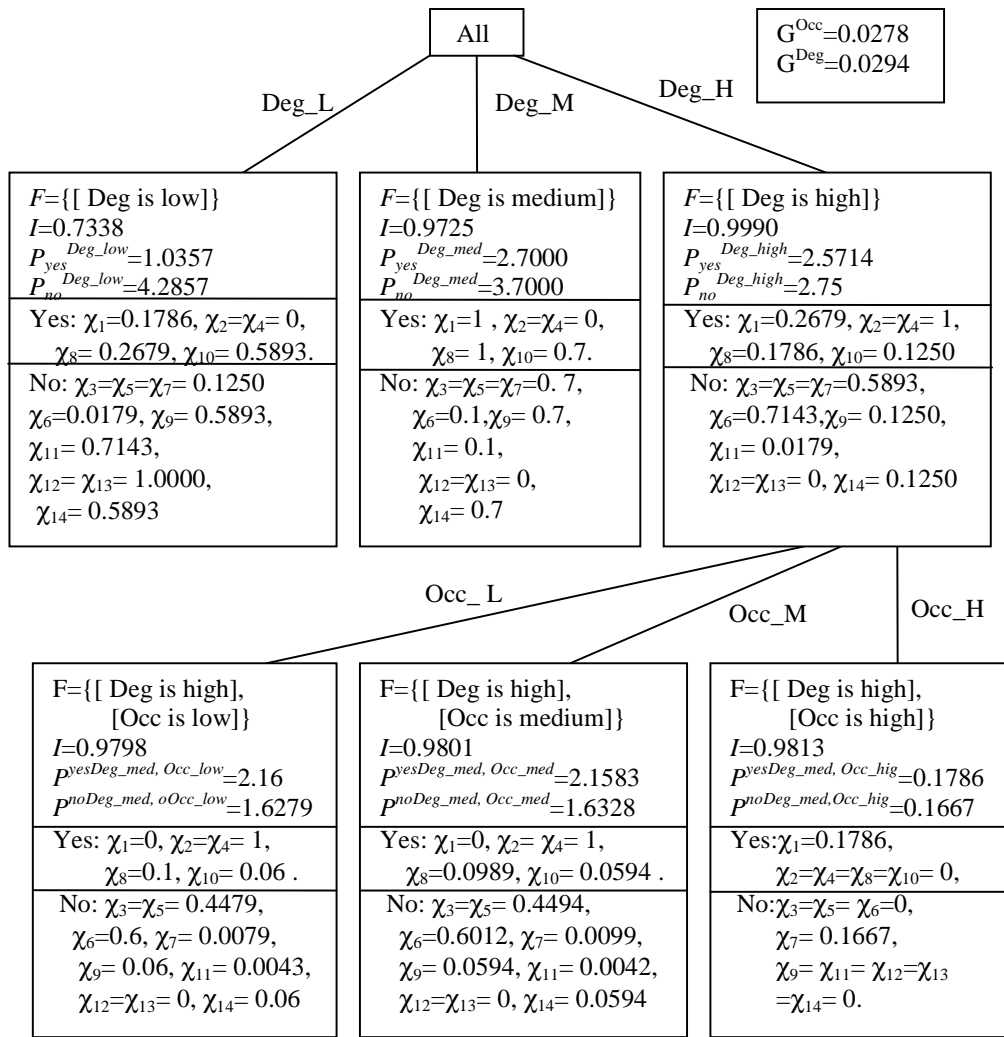 All
G^Occ=0.0278
G^Deg=0.0294
Deg_L
Deg_M
Deg_H
F={[ Deg is low]}
I=0.7338
P_yes^Deg_low=1.0357
P_no^Deg_low=4.2857
Yes: χ1=0.1786, χ2=χ4= 0,
χ8= 0.2679, χ10= 0.5893.
No: χ3=χ5=χ7= 0.1250
χ6=0.0179, χ9= 0.5893,
χ11= 0.7143,
χ12= χ13= 1.0000,
χ14= 0.5893
F={[ Deg is medium]}
I=0.9725
P_yes^Deg_med=2.7000
P_no^Deg_med=3.7000
Yes: χ1=1 , χ2=χ4= 0,
χ8= 1, χ10= 0.7.
No: χ3=χ5=χ7=0. 7,
χ6=0.1,χ9= 0.7,
χ11= 0.1,
χ12=χ13= 0,
χ14= 0.7
F={[ Deg is high]}
I=0.9990
P_yes^Deg_high=2.5714
P_no^Deg_high=2.75
Yes: χ1=0.2679, χ2=χ4= 1,
χ8=0.1786, χ10= 0.1250
No: χ3=χ5=χ7=0.5893,
χ6=0.7143,χ9= 0.1250,
χ11= 0.0179,
χ12=χ13= 0, χ14= 0.1250
Occ_ L
Occ_M
Occ_H
F={[ Deg is high],
[Occ is low]}
I=0.9798
P^yesDeg_med, Occ_low=2.16
P^noDeg_med, oOcc_low=1.6279
Yes: χ1=0, χ2=χ4= 1,
χ8=0.1, χ10= 0.06 .
No: χ3=χ5= 0.4479,
χ6=0.6, χ7= 0.0079,
χ9= 0.06, χ11= 0.0043,
χ12=χ13= 0, χ14= 0.06
F={[ Deg is high],
[Occ is medium]}
I=0.9801
P^yesDeg_med, Occ_med=2.1583
P^noDeg_med, Occ_med=1.6328
Yes: χ1=0, χ2= χ4= 1,
χ8=0.0989, χ10= 0.0594 .
No: χ3=χ5= 0.4494,
χ6=0.6012, χ7= 0.0099,
χ9= 0.0594, χ11= 0.0042,
χ12=χ13= 0, χ14= 0.0594
F={[ Deg is high],
[Occ is high]}
I=0.9813
P^yesDeg_med, Occ_hig=0.1786
P^noDeg_med,Occ_hig=0.1667
Yes:χ1=0.1786,
χ2=χ4=χ8=χ10= 0,
No:χ3=χ5= χ6=0,
χ7= 0.1667,
χ9= χ11= χ12=χ13
=χ14= 0.